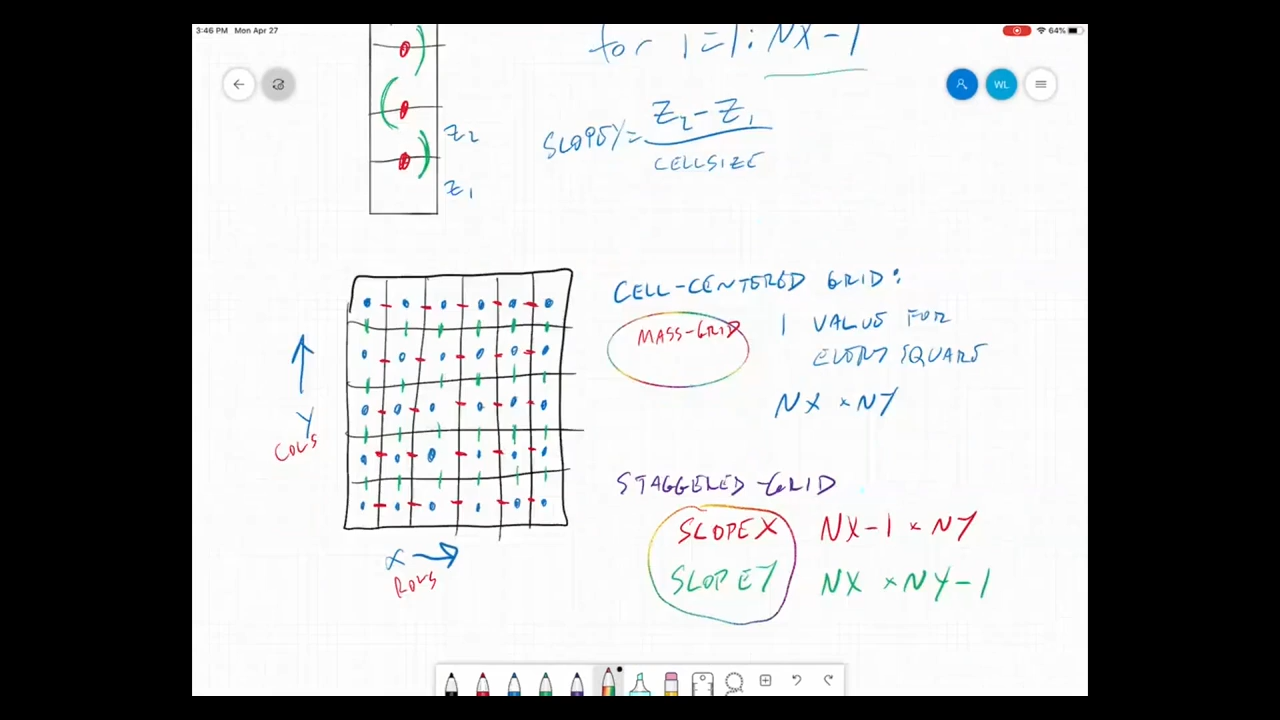 3:46 PM Mon Apr 27
64%
for i=1:NX-1
WL
Z2
Z1
SLOPEY= Z2-Z1
CELLSIZE
CELL-CENTERED GRID:
MASS-GRID
1 VALUE FOR
EVERY SQUARE
NX × NY
Y
COLS
X
ROWS
STAGGERED-GRID
SLOPEX NX-1 × NY
SLOPEY NX × NY-1